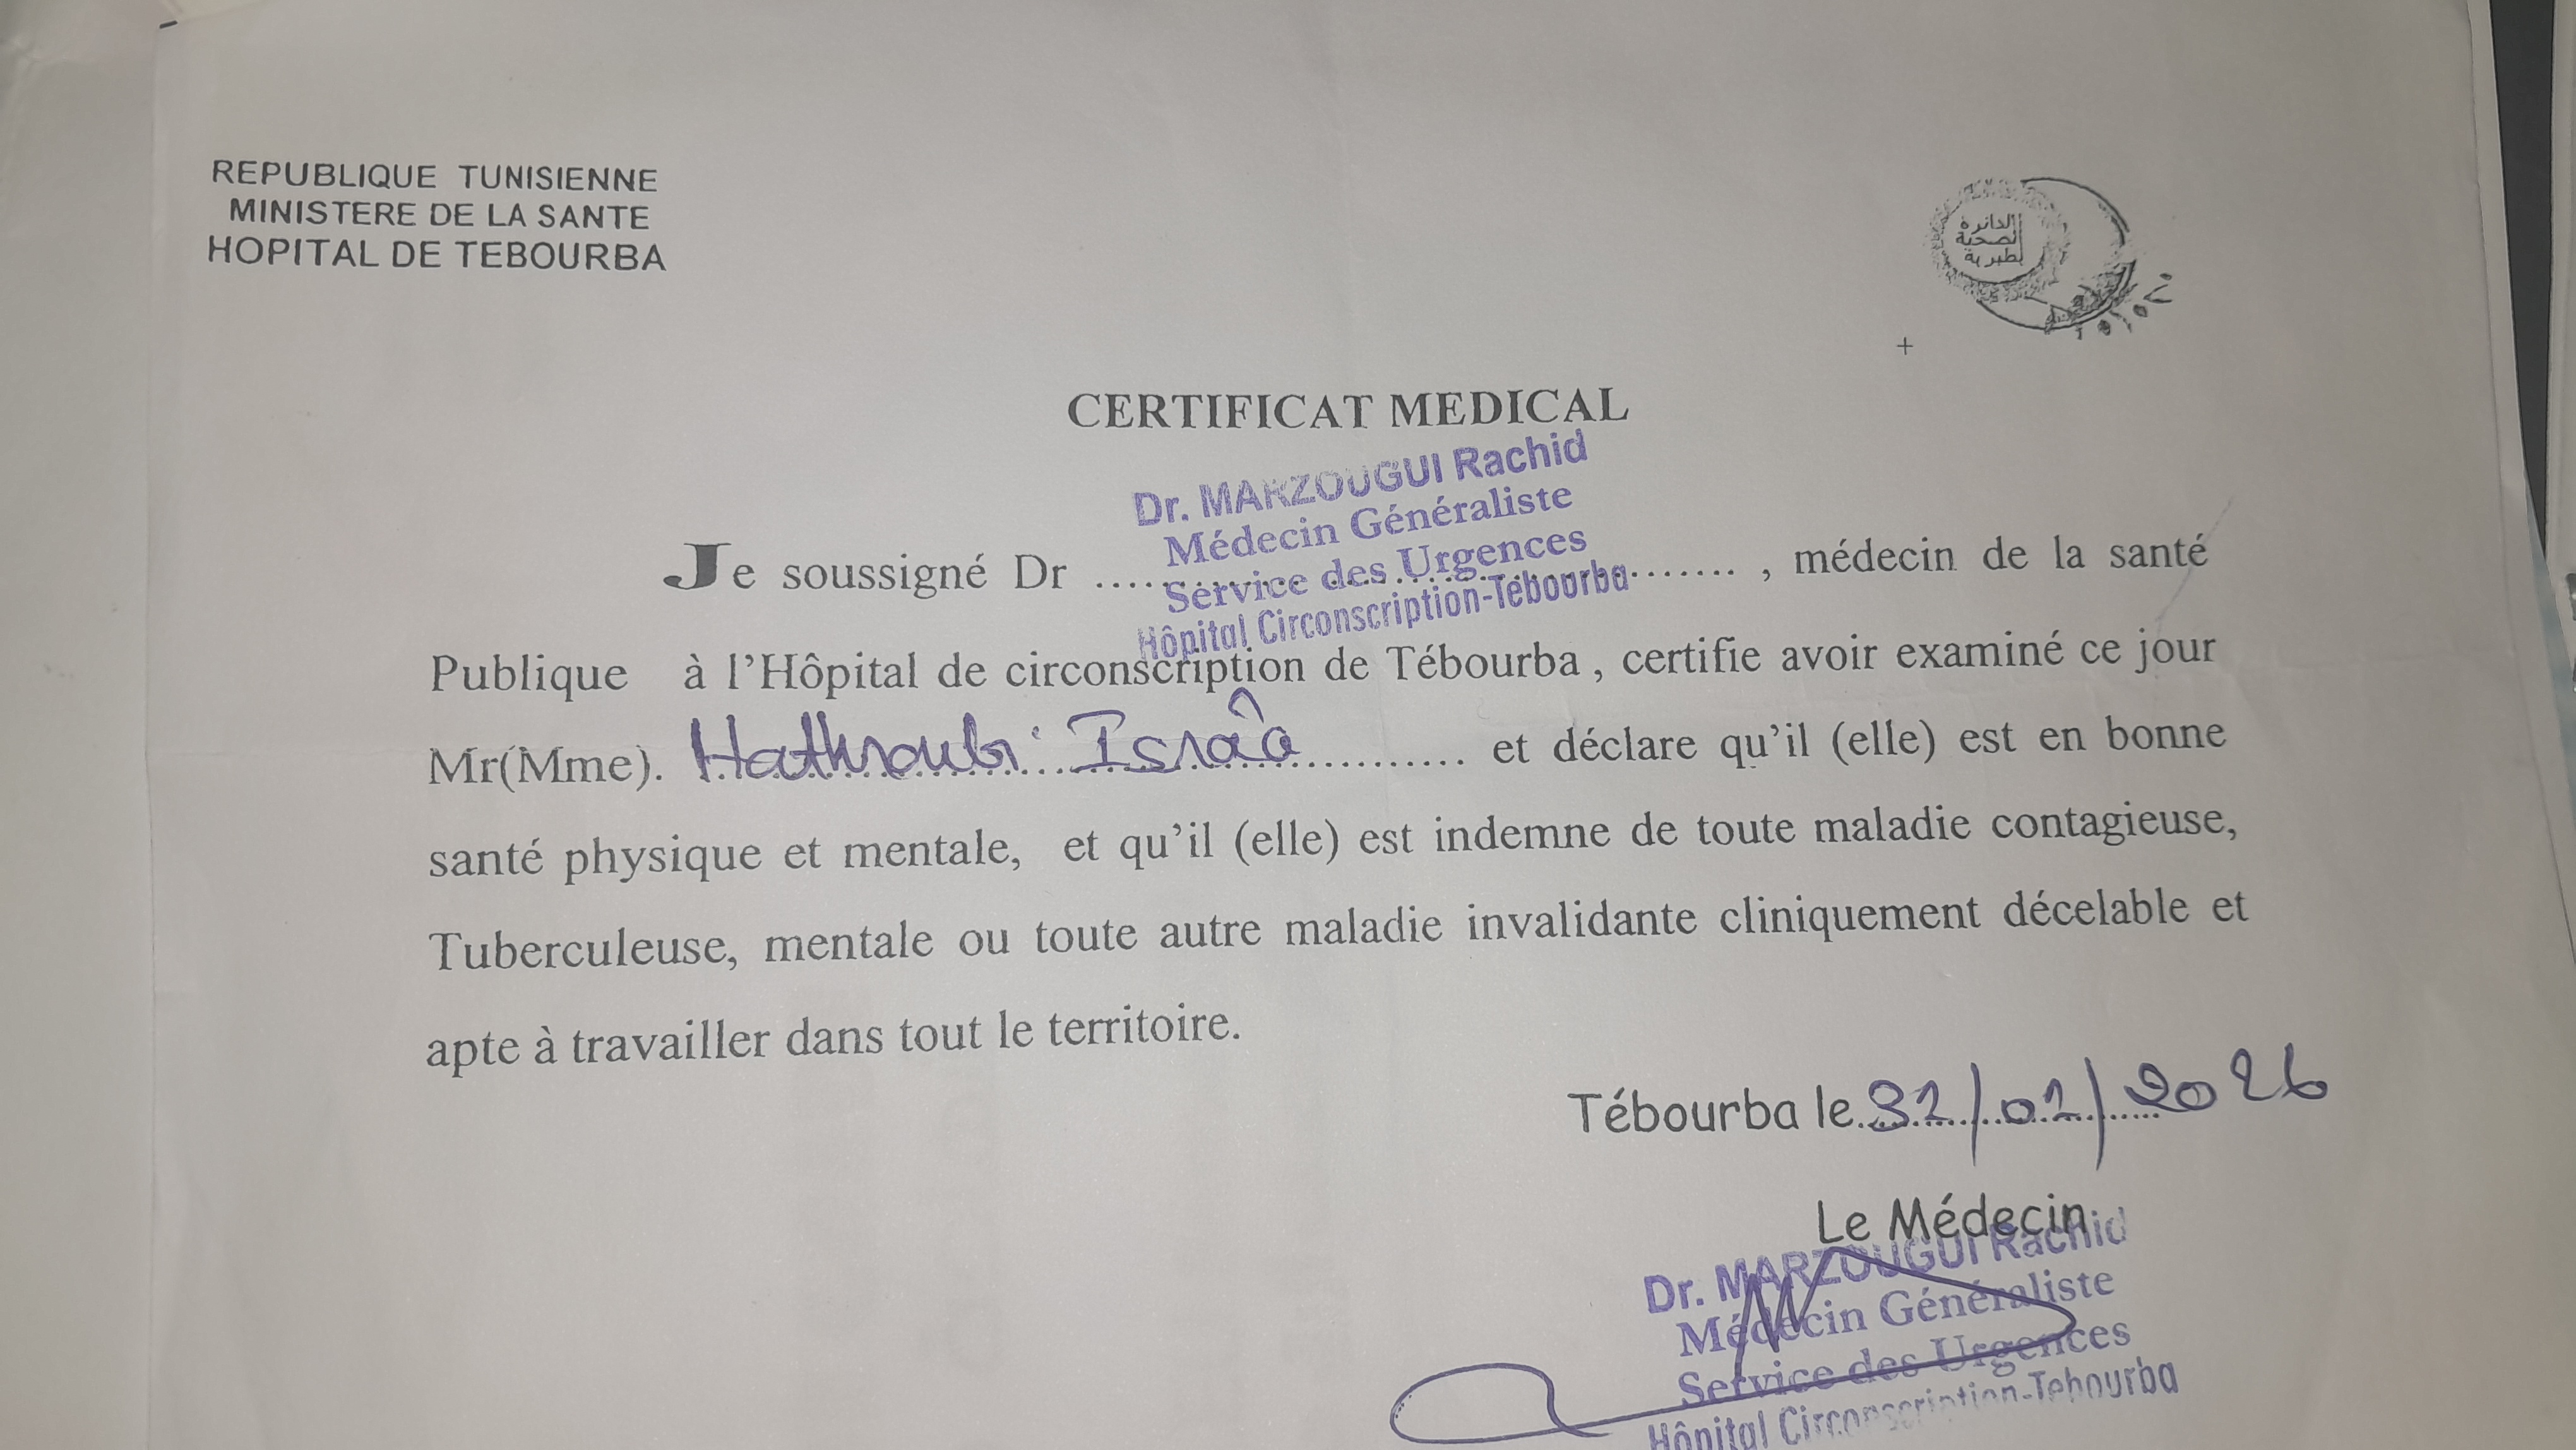 REPUBLIQUE TUNISIENNE
MINISTERE DE LA SANTE
HOPITAL DE TEBOURBA
الدائرة
الصحية
بطبربة
+
CERTIFICAT MEDICAL
Dr. MARZOUGUI Rachid
Médecin Généraliste
Service des Urgences
Hôpital Circonscription-Tébourba
Je soussigné Dr ...................., médecin de la santé
Publique à l'Hôpital de circonscription de Tébourba, certifie avoir examiné ce jour
Mr(Mme). Hathroubi Israâ .......... et déclare qu'il (elle) est en bonne
santé physique et mentale, et qu'il (elle) est indemne de toute maladie contagieuse,
Tuberculeuse, mentale ou toute autre maladie invalidante cliniquement décelable et
apte à travailler dans tout le territoire.
Tébourba le 31/01/2026
Le Médecin
Dr. MARZOUGUI Rachid
Médecin Généraliste
Service des Urgences
Hôpital Circonscription-Tebourba